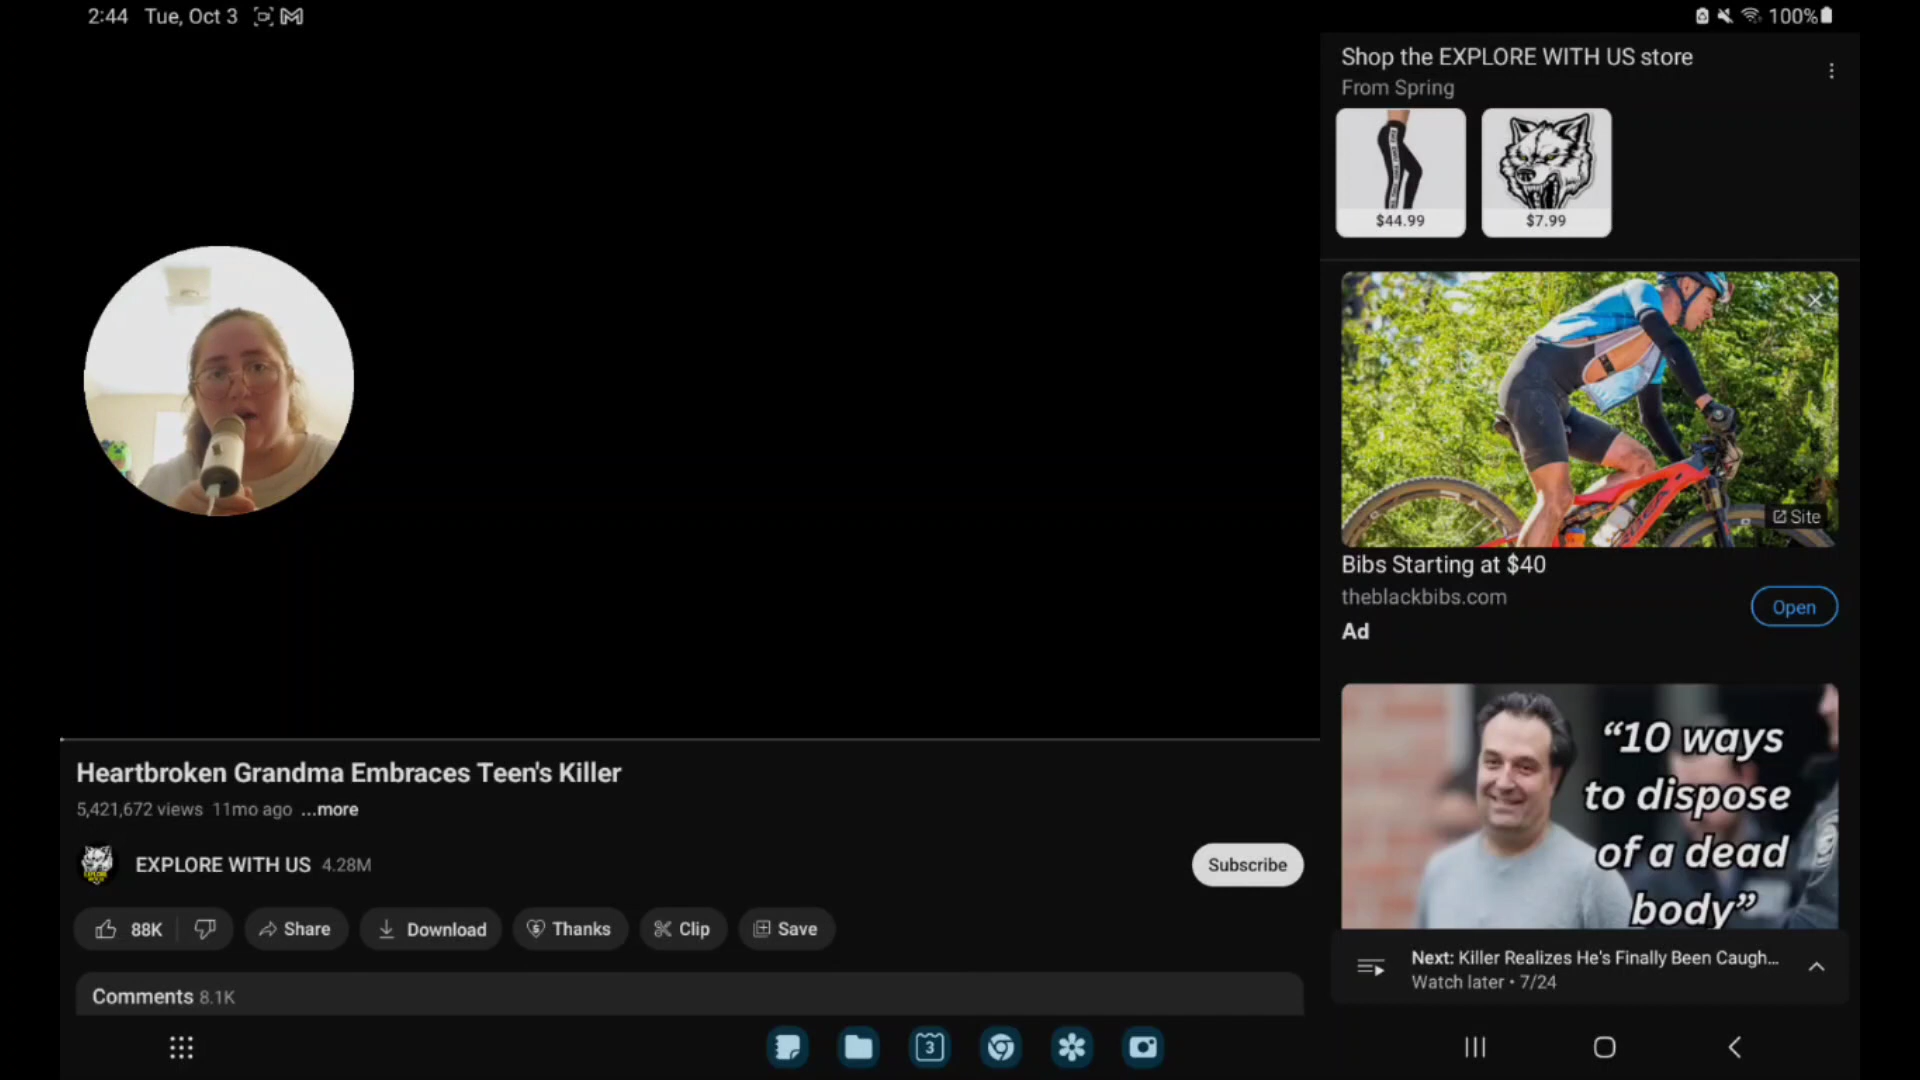 2:44 Tue, Oct 3
100%
Shop the EXPLORE WITH US store
From Spring
$44.99
$7.99
Site
Bibs Starting at $40
theblackbibs.com
Open
Ad
"10 ways
to dispose
of a dead
body"
Next: Killer Realizes He's Finally Been Caugh...
Watch later • 7/24
Heartbroken Grandma Embraces Teen's Killer
5,421,672 views 11mo ago ...more
EXPLORE WITH US 4.28M
Subscribe
88K
Share
Download
Thanks
Clip
Save
Comments 8.1K
3